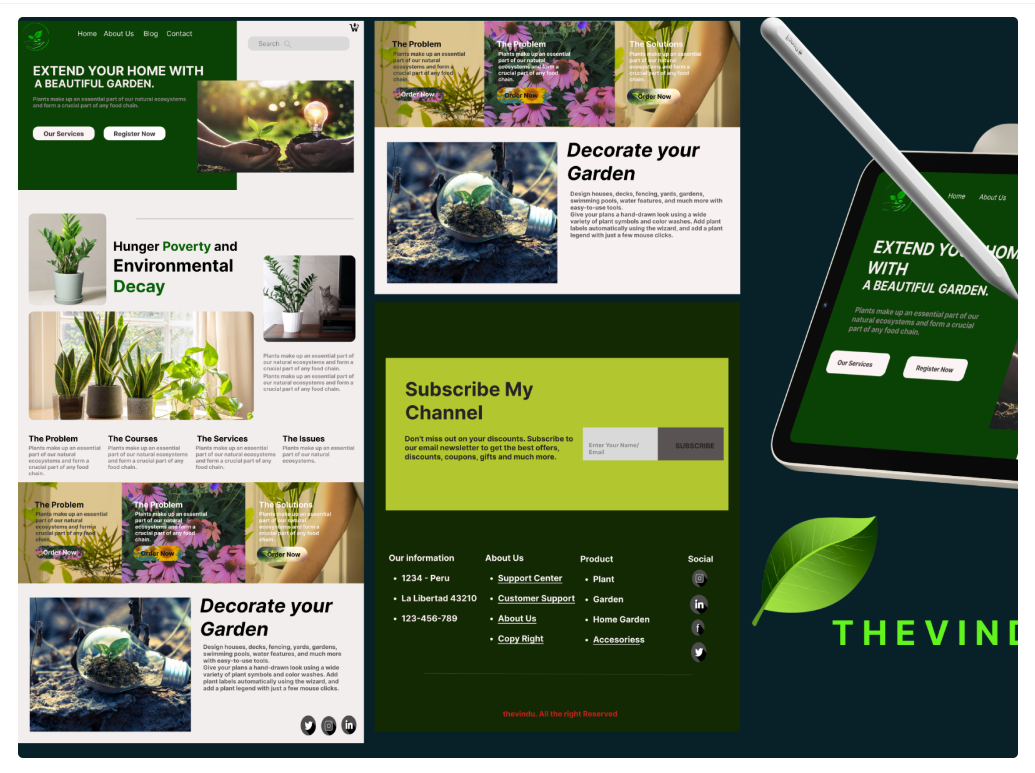 Home About Us Blog Contact
Search
EXTEND YOUR HOME WITH
A BEAUTIFUL GARDEN.
Plants make up an essential part of our natural ecosystems
and form a crucial part of any food chain.
Our Services Register Now
Hunger Poverty and
Environmental
Decay
Plants make up an essential part of
our natural ecosystems and form a
crucial part of any food chain.
Plants make up an essential part of
our natural ecosystems and form a
crucial part of any food chain.
The Problem
Plants make up an essential
part of our natural
ecosystems and form a
crucial part of any food
chain.
The Courses
Plants make up an essential
part of our natural
ecosystems and form a
crucial part of any
food chain.
The Services
Plants make up an essential
part of our natural
ecosystems and form a
crucial part of any food
chain.
The Issues
Plants make up an essential
part of our natural
ecosystems.
The Problem
Plants make up an essential
part of our natural
ecosystems and form a
crucial part of any food
chain.
Order Now
The Problem
Plants make up an essential
part of our natural
ecosystems and form a
crucial part of any food
chain.
Order Now
The Solutions
Plants make up an essential
part of our natural
ecosystems and form a
crucial part of any food
chain.
Order Now
Decorate your
Garden
Design houses, decks, fencing, yards, gardens,
swimming pools, water features, and much more
with easy-to-use tools.
Give your plans a hand-drawn look using a wide
variety of plant symbols and color washes. Add
plant labels automatically using the wizard, and
add a plant legend with just a few mouse clicks.
The Problem
Plants make up an essential
part of our natural
ecosystems and form a
crucial part of any food
chain.
Order Now
The Problem
Plants make up an essential
part of our natural
ecosystems and form a
crucial part of any food
chain.
Order Now
The Solutions
Plants make up an essential
part of our natural
ecosystems and form a
crucial part of any food
chain.
Order Now
Decorate your
Garden
Design houses, decks, fencing, yards, gardens,
swimming pools, water features, and much more with
easy-to-use tools.
Give your plans a hand-drawn look using a wide
variety of plant symbols and color washes. Add plant
labels automatically using the wizard, and add a plant
legend with just a few mouse clicks.
Subscribe My
Channel
Don't miss out on your discounts. Subscribe to
our email newsletter to get the best offers,
discounts, coupons, gifts and much more.
Enter Your Name/
Email
SUBSCRIBE
Our information
• 1234 - Peru
• La Libertad 43210
• 123-456-789
About Us
• Support Center
• Customer Support
• About Us
• Copy Right
Product
• Plant
• Garden
• Home Garden
• Accesoriess
Social
thevindu. All the right Reserved
Home About Us
EXTEND YO HOM
WITH
A BEAUTIFUL GARDEN.
Plants make up an essential part of our
natural ecosystems and form a crucial
part of any food chain.
Our Services Register Now
THEVIND